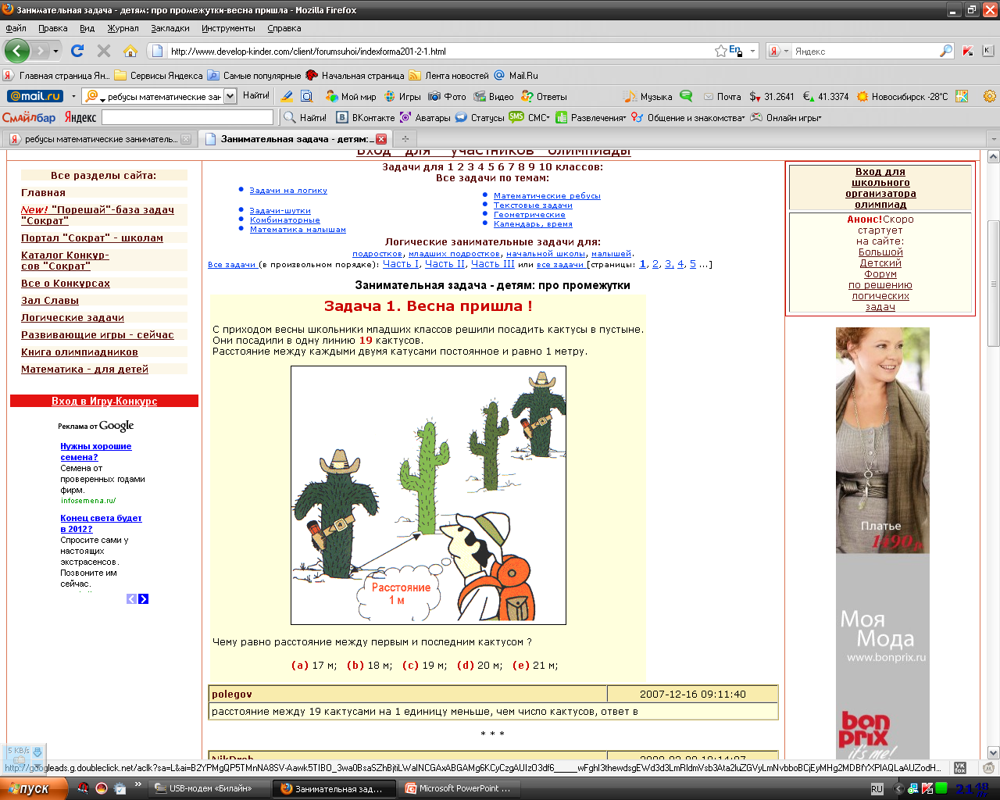 Занимательная задача - детям: про промежутки-весна пришла - Mozilla Firefox
Файл Правка Вид Журнал Закладки Инструменты Справка
http://www.develop-kinder.com/client/forumsuhoi/indexforma201-2-1.html
En
Яндекс
Главная страница Ян... Сервисы Яндекса Самые популярные Начальная страница Лента новостей Mail.Ru
@mail.ru ребусы математические зан Найти! Мой мир Игры Фото Видео Ответы Музыка Почта 31.2641 41.3374 Новосибирск -28°C
Смайлбар Яндекс Найти! ВКонтакте Аватары Статусы SMS СМС Развлечения Общение и знакомства Онлайн игры
ребусы математические заниматель... Занимательная задача - детям:...
Вход для участников олимпиады
Все разделы сайта:
Главная
New! "Порешай"-база задач
"Сократ"
Портал "Сократ" - школам
Каталог Конкур-
сов "Сократ"
Все о Конкурсах
Зал Славы
Логические задачи
Развивающие игры - сейчас
Книга олимпиадников
Математика - для детей
Вход в Игру-Конкурс
Реклама от Google
Нужны хорошие
семена?
Семена от
проверенных годами
фирм.
infosemena.ru/
Конец света будет
в 2012?
Спросите сами у
настоящих
экстрасенсов.
Позвоните им
сейчас.
Задачи для 1 2 3 4 5 6 7 8 9 10 классов:
Все задачи по темам:
Задачи на логику
Задачи-шутки
Комбинаторные
Математика малышам
Математические ребусы
Текстовые задачи
Геометрические
Календарь, время
Логические занимательные задачи для:
подростков, младших подростков, начальной школы, малышей.
Все задачи (в произвольном порядке): Часть I, Часть II, Часть III или все задачи [страницы: 1, 2, 3, 4, 5 ...]
Занимательная задача - детям: про промежутки
Задача 1. Весна пришла !
С приходом весны школьники младших классов решили посадить кактусы в пустыне.
Они посадили в одну линию 19 кактусов.
Расстояние между каждыми двумя катусами постоянное и равно 1 метру.
Расстояние
1 м
Чему равно расстояние между первым и последним кактусом ?
(a) 17 м; (b) 18 м; (c) 19 м; (d) 20 м; (e) 21 м;
polegov 2007-12-16 09:11:40
расстояние между 19 кактусами на 1 единицу меньше, чем число кактусов, ответ в
* * *
Вход для
школьного
организатора
олимпиад
Анонс!Скоро
стартует
на сайте:
Большой
Детский
Форум
по решению
логических
задач
Платье
1490
Моя
Мода
www.bonprix.ru
bon
prix
it's me!
5 KB/s
пуск USB-модем «Билайн» Занимательная зад... Microsoft PowerPoint ... RU 21:48